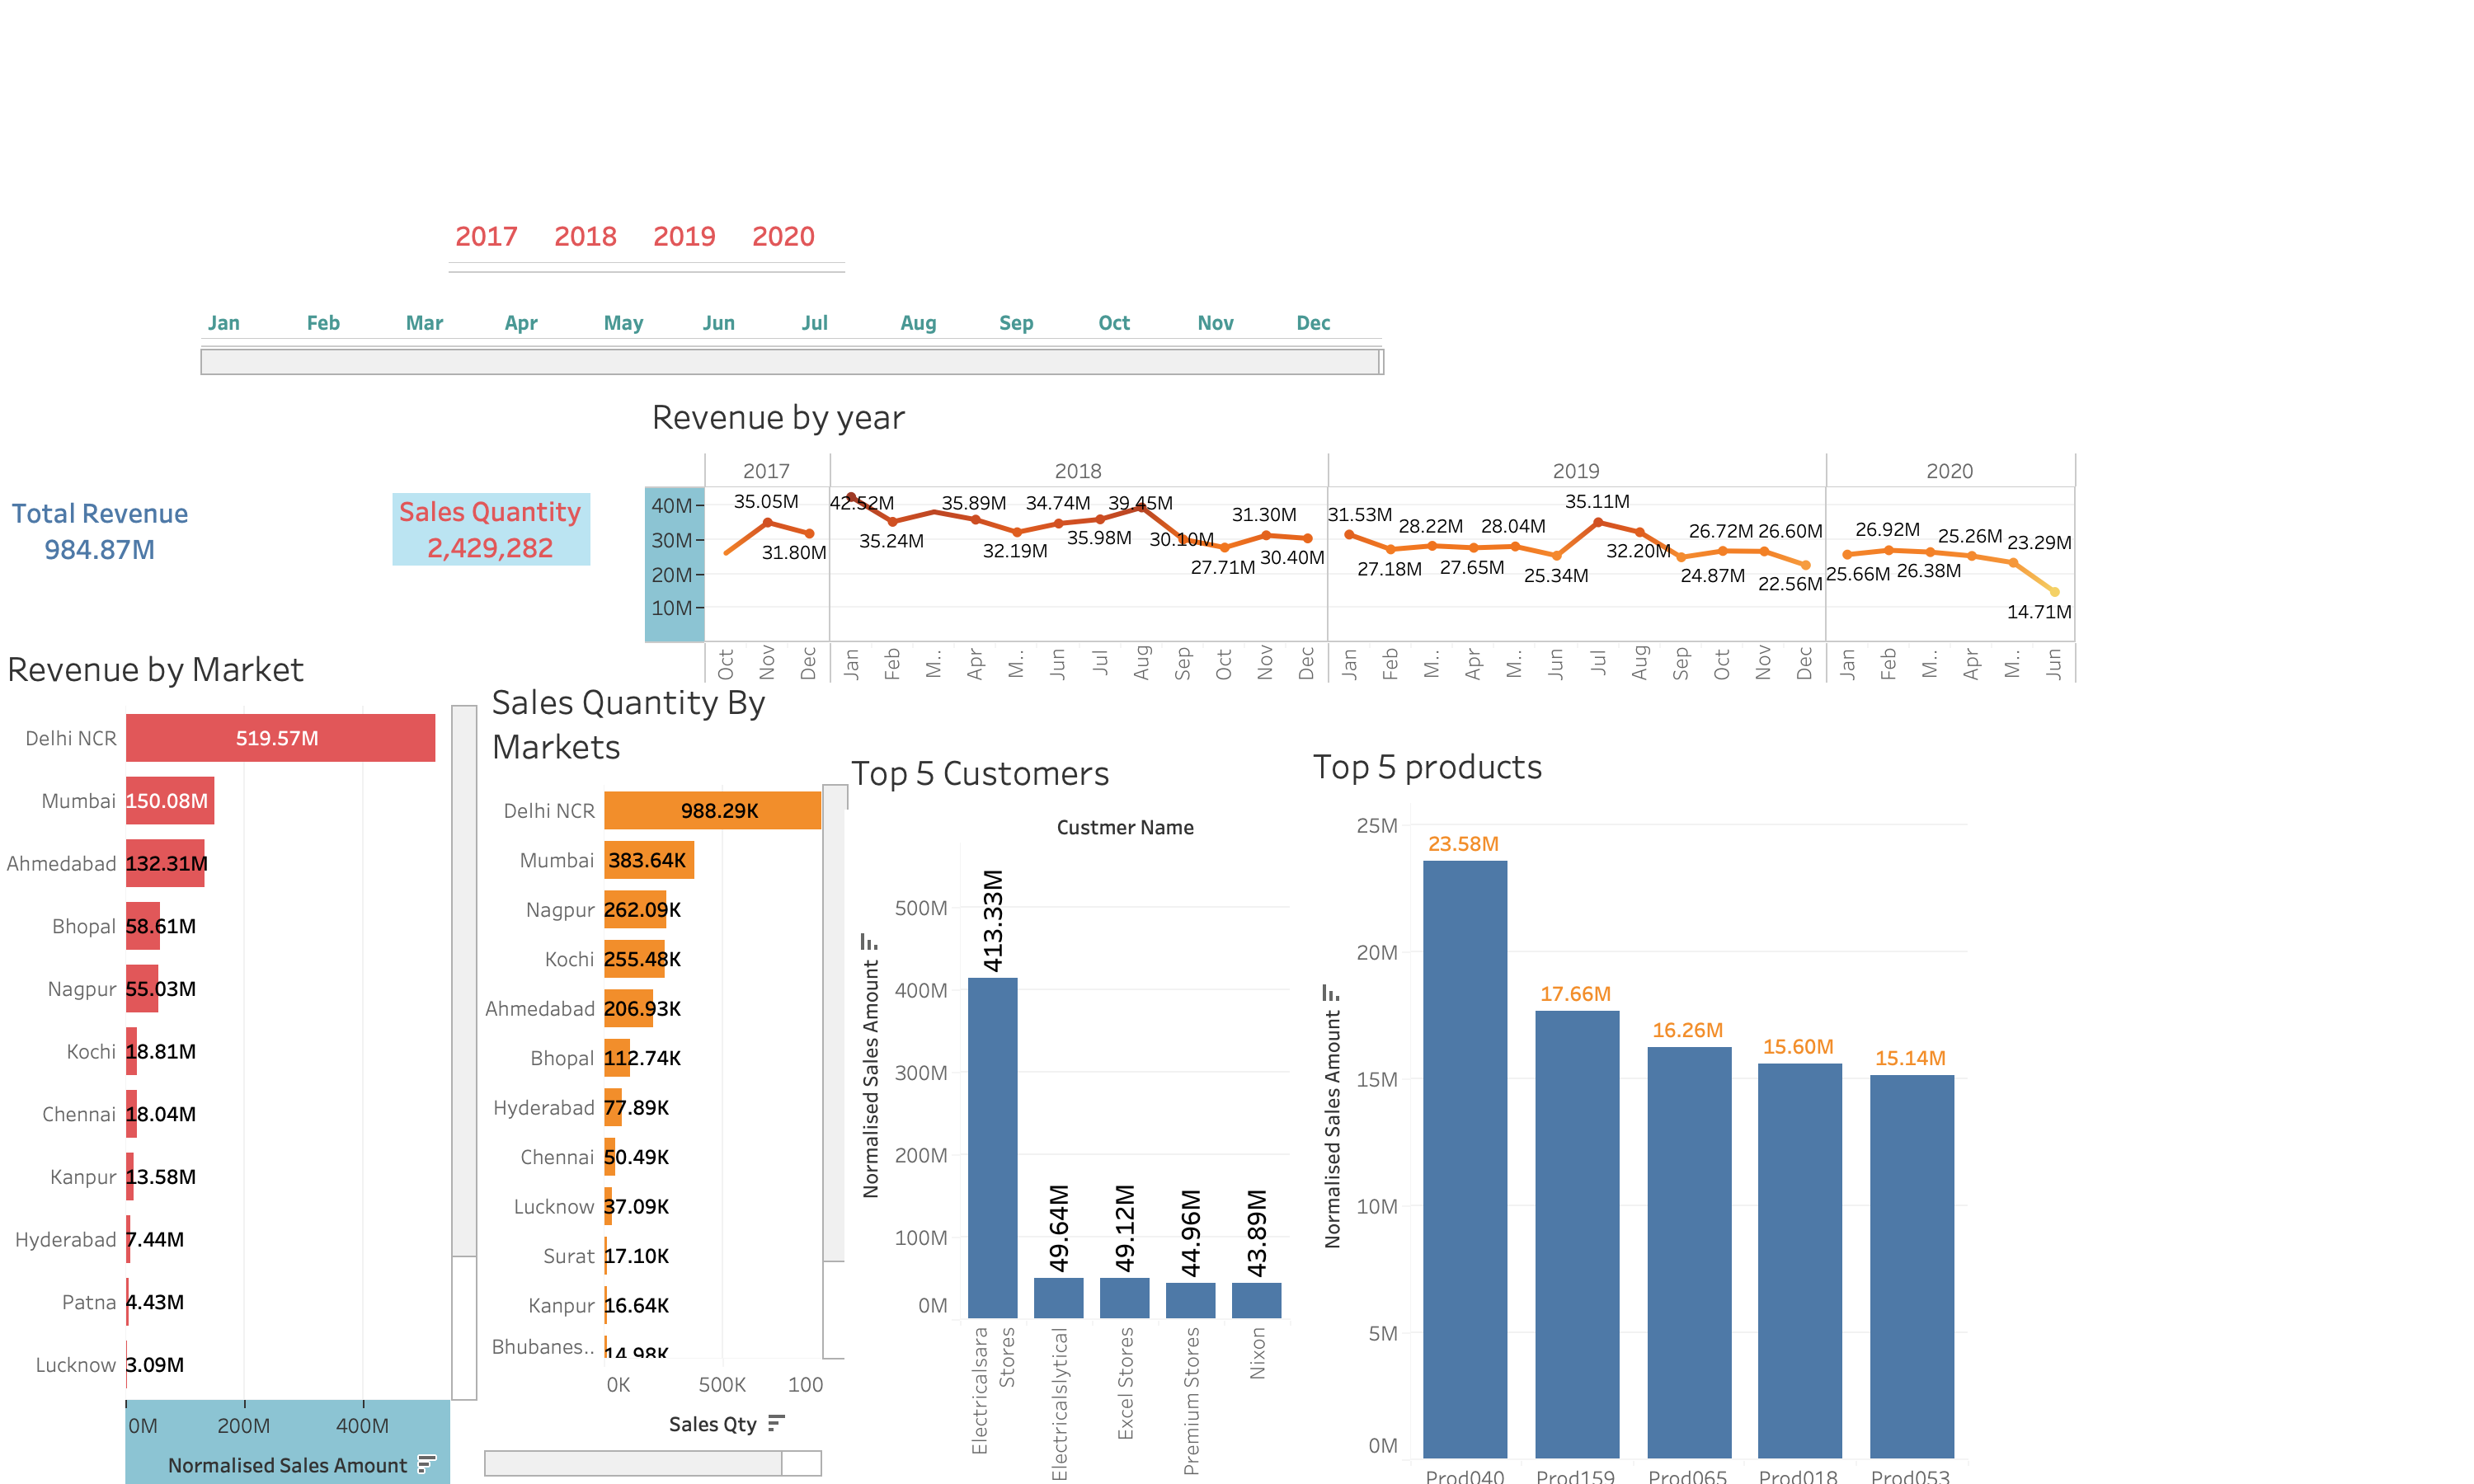 2017 2018 2019 2020
Jan Feb Mar Apr May Jun Jul Aug Sep Oct Nov Dec
Total Revenue
984.87M
Sales Quantity
2,429,282
Revenue by year
2017 2018 2019 2020
40M
30M
20M
10M
35.05M
31.80M
42.52M
35.24M
35.89M
32.19M
34.74M
35.98M
39.45M
30.10M
27.71M
31.30M
30.40M
31.53M
27.18M
28.22M
27.65M
28.04M
25.34M
35.11M
32.20M
24.87M
26.72M
22.56M
26.60M
25.66M
26.92M
26.38M
25.26M
23.29M
14.71M
Oct Nov Dec Jan Feb M.. Apr M.. Jun Jul Aug Sep Oct Nov Dec Jan Feb M.. Apr M.. Jun Jul Aug Sep Oct Nov Dec Jan Feb M.. Apr M.. Jun
Revenue by Market
Delhi NCR 519.57M
Mumbai 150.08M
Ahmedabad 132.31M
Bhopal 58.61M
Nagpur 55.03M
Kochi 18.81M
Chennai 18.04M
Kanpur 13.58M
Hyderabad 7.44M
Patna 4.43M
Lucknow 3.09M
0M 200M 400M
Normalised Sales Amount
Sales Quantity By
Markets
Delhi NCR 988.29K
Mumbai 383.64K
Nagpur 262.09K
Kochi 255.48K
Ahmedabad 206.93K
Bhopal 112.74K
Hyderabad 77.89K
Chennai 50.49K
Lucknow 37.09K
Surat 17.10K
Kanpur 16.64K
Bhubanes.. 14.98K
0K 500K 100
Sales Qty
Top 5 Customers
Custmer Name
Normalised Sales Amount
500M
400M
300M
200M
100M
0M
413.33M
49.64M
49.12M
44.96M
43.89M
Electricalsara
Stores
Electricalslytical
Excel Stores
Premium Stores
Nixon
Top 5 products
Normalised Sales Amount
25M
20M
15M
10M
5M
0M
23.58M
17.66M
16.26M
15.60M
15.14M
Prod040 Prod159 Prod065 Prod018 Prod053